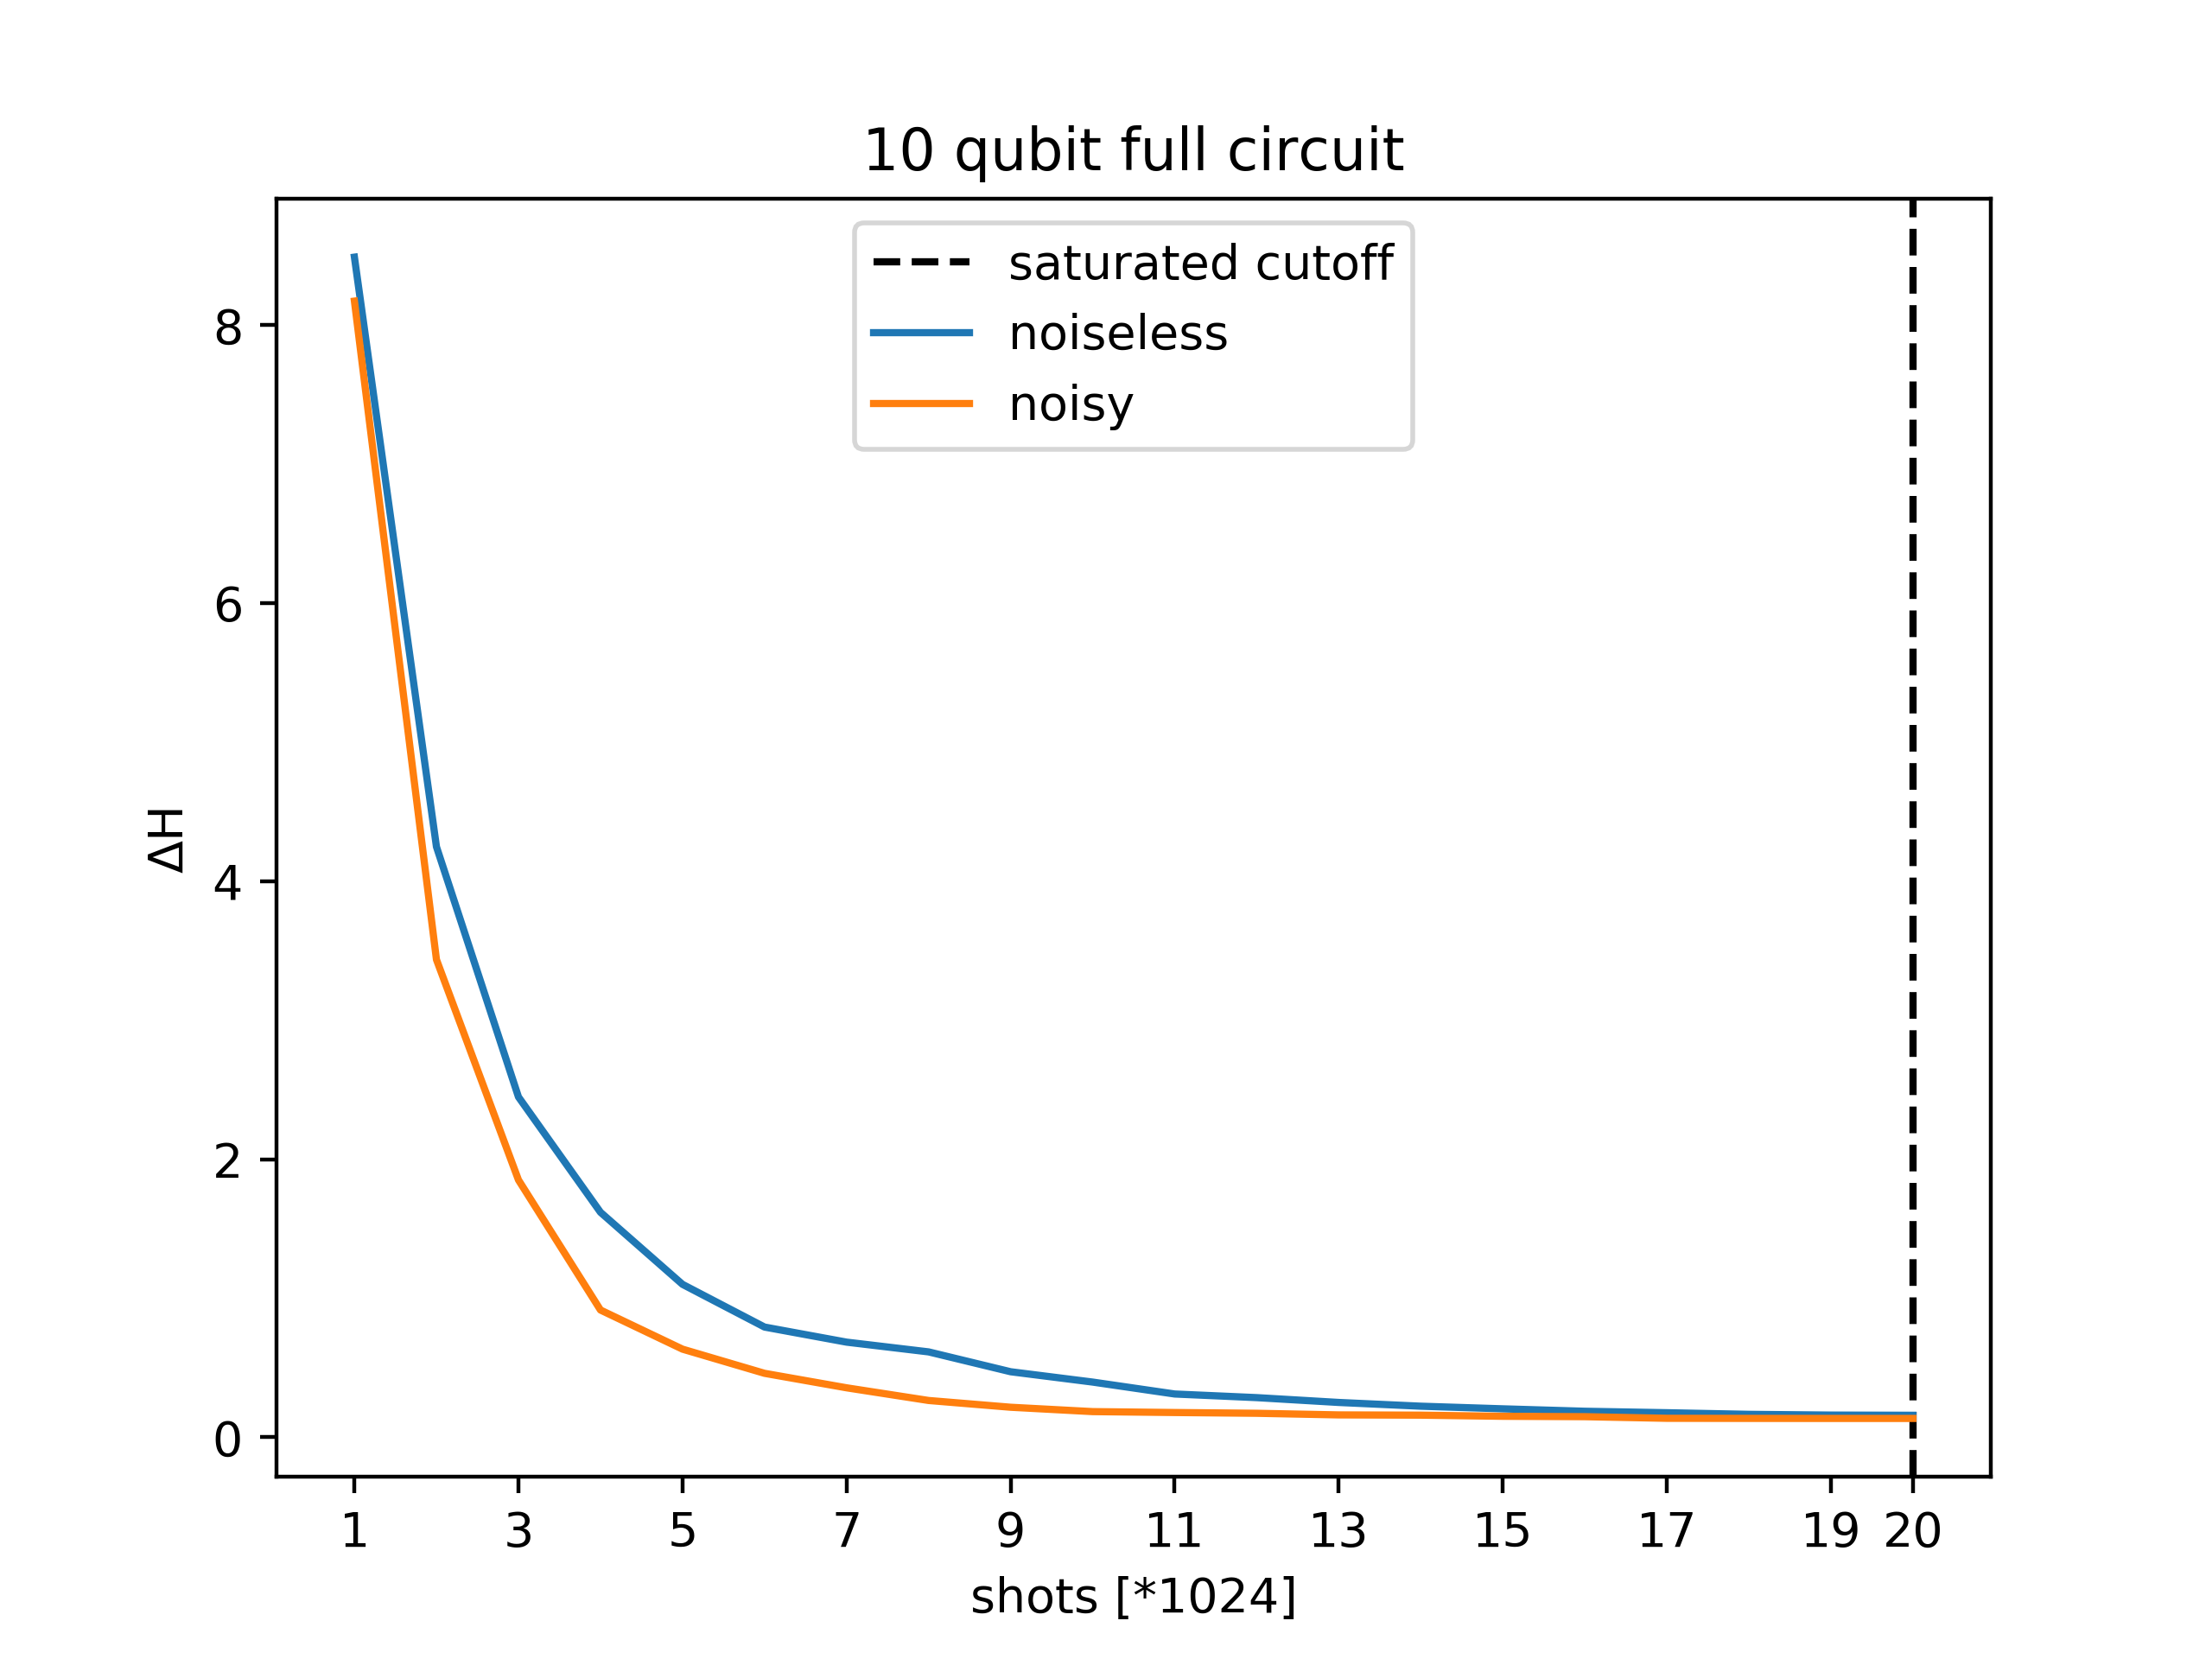 10 qubit full circuit
saturated cutoff
noiseless
noisy
8
6
4
2
0
ΔH
1 3 5 7 9 11 13 15 17 19 20
shots [*1024]